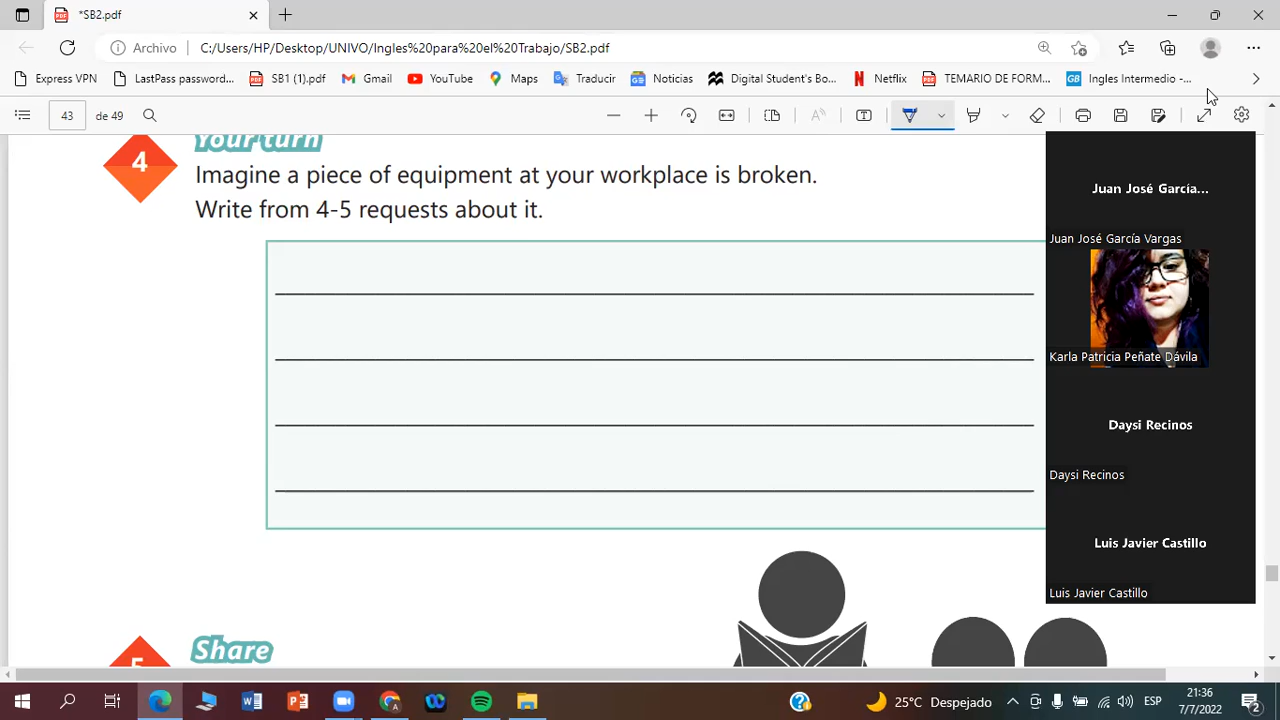 *SB2.pdf
Archivo
C:/Users/HP/Desktop/UNIVO/Ingles%20para%20el%20Trabajo/SB2.pdf
Express VPN
LastPass password...
SB1 (1).pdf
Gmail
YouTube
Maps
Traducir
Noticias
Digital Student's Bo...
Netflix
TEMARIO DE FORM...
Ingles Intermedio -...
43
de 49
4
Your turn
Imagine a piece of equipment at your workplace is broken.
Write from 4-5 requests about it.
Juan José García...
Juan José García Vargas
Karla Patricia Peñate Dávila
Daysi Recinos
Daysi Recinos
Luis Javier Castillo
Luis Javier Castillo
5
Share
25°C Despejado
ESP
21:36
7/7/2022
2